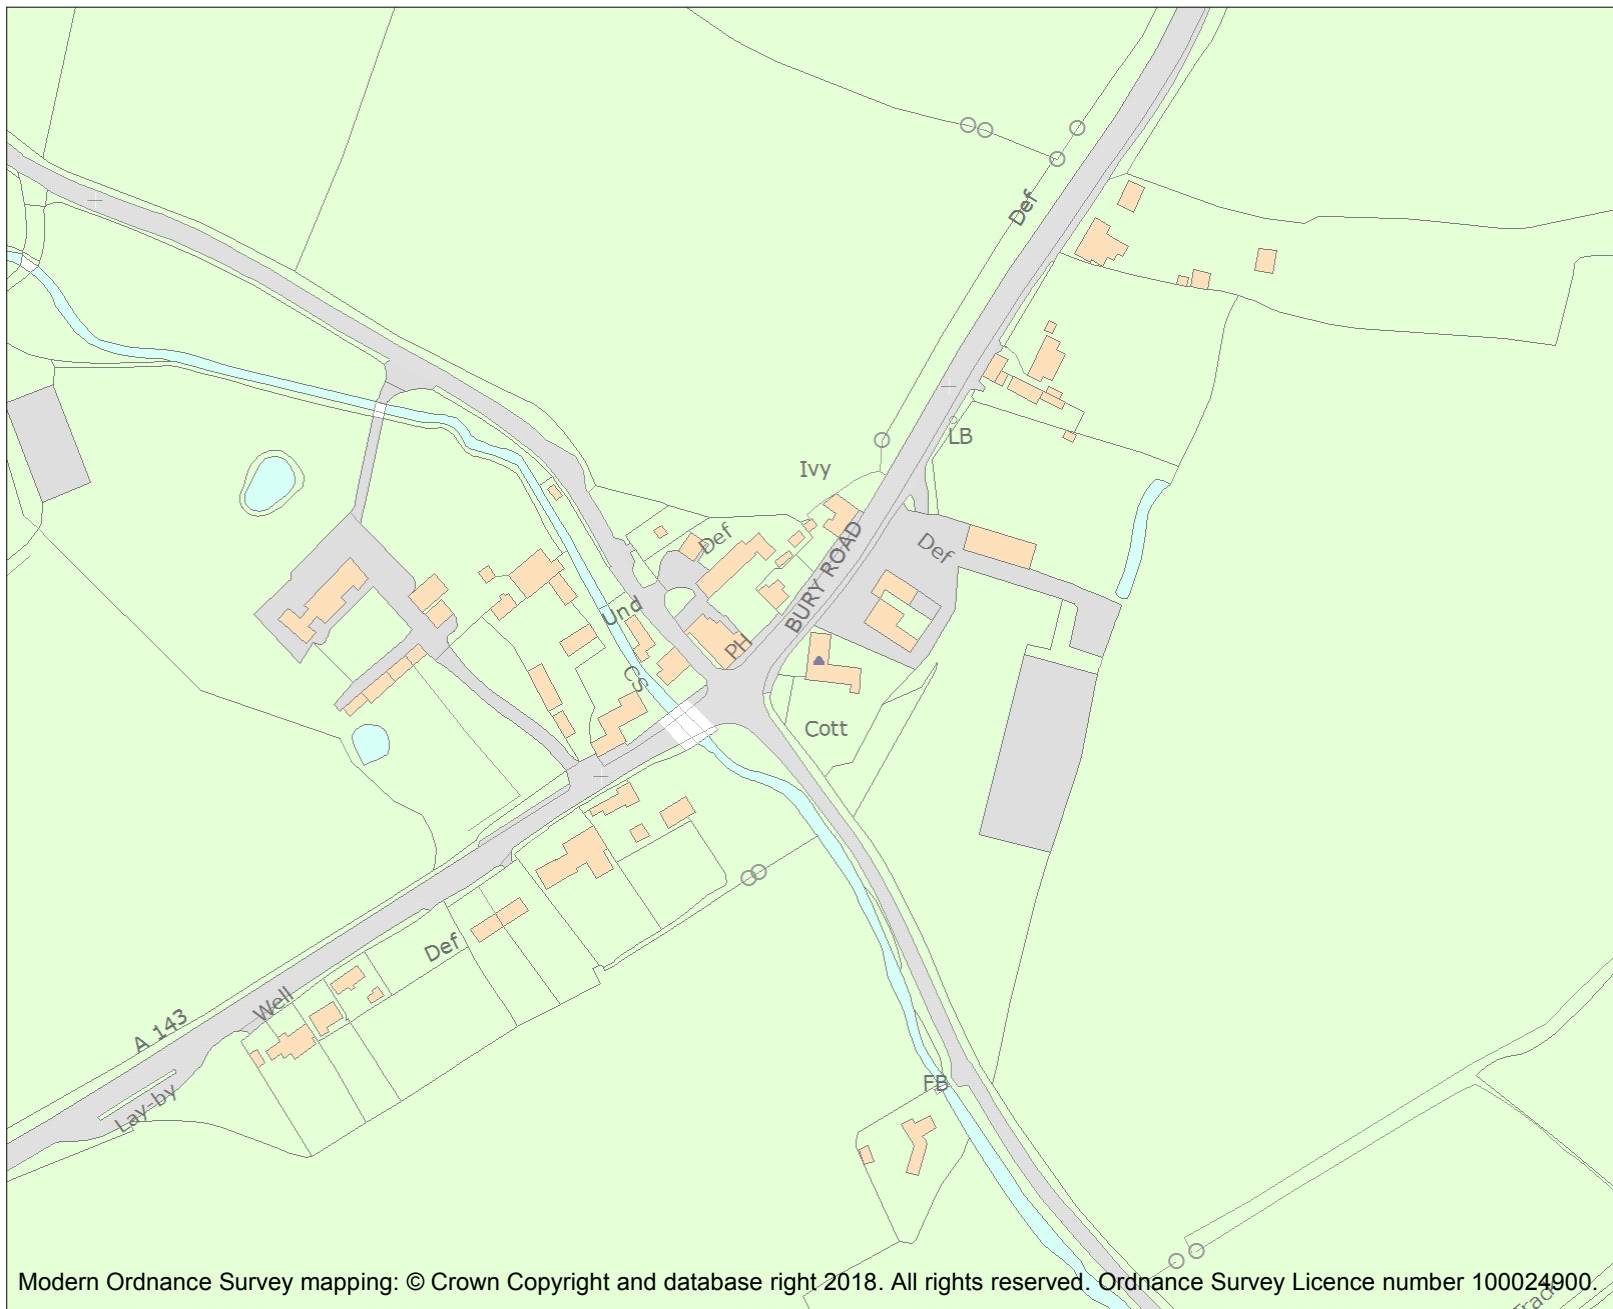 Def
LB
Ivy
Def
BURY ROAD
Def
Und
PH
CS
Cott
Def
Well
A 143
Lay-by
FB
Track
Modern Ordnance Survey mapping: © Crown Copyright and database right 2018. All rights reserved. Ordnance Survey Licence number 100024900.